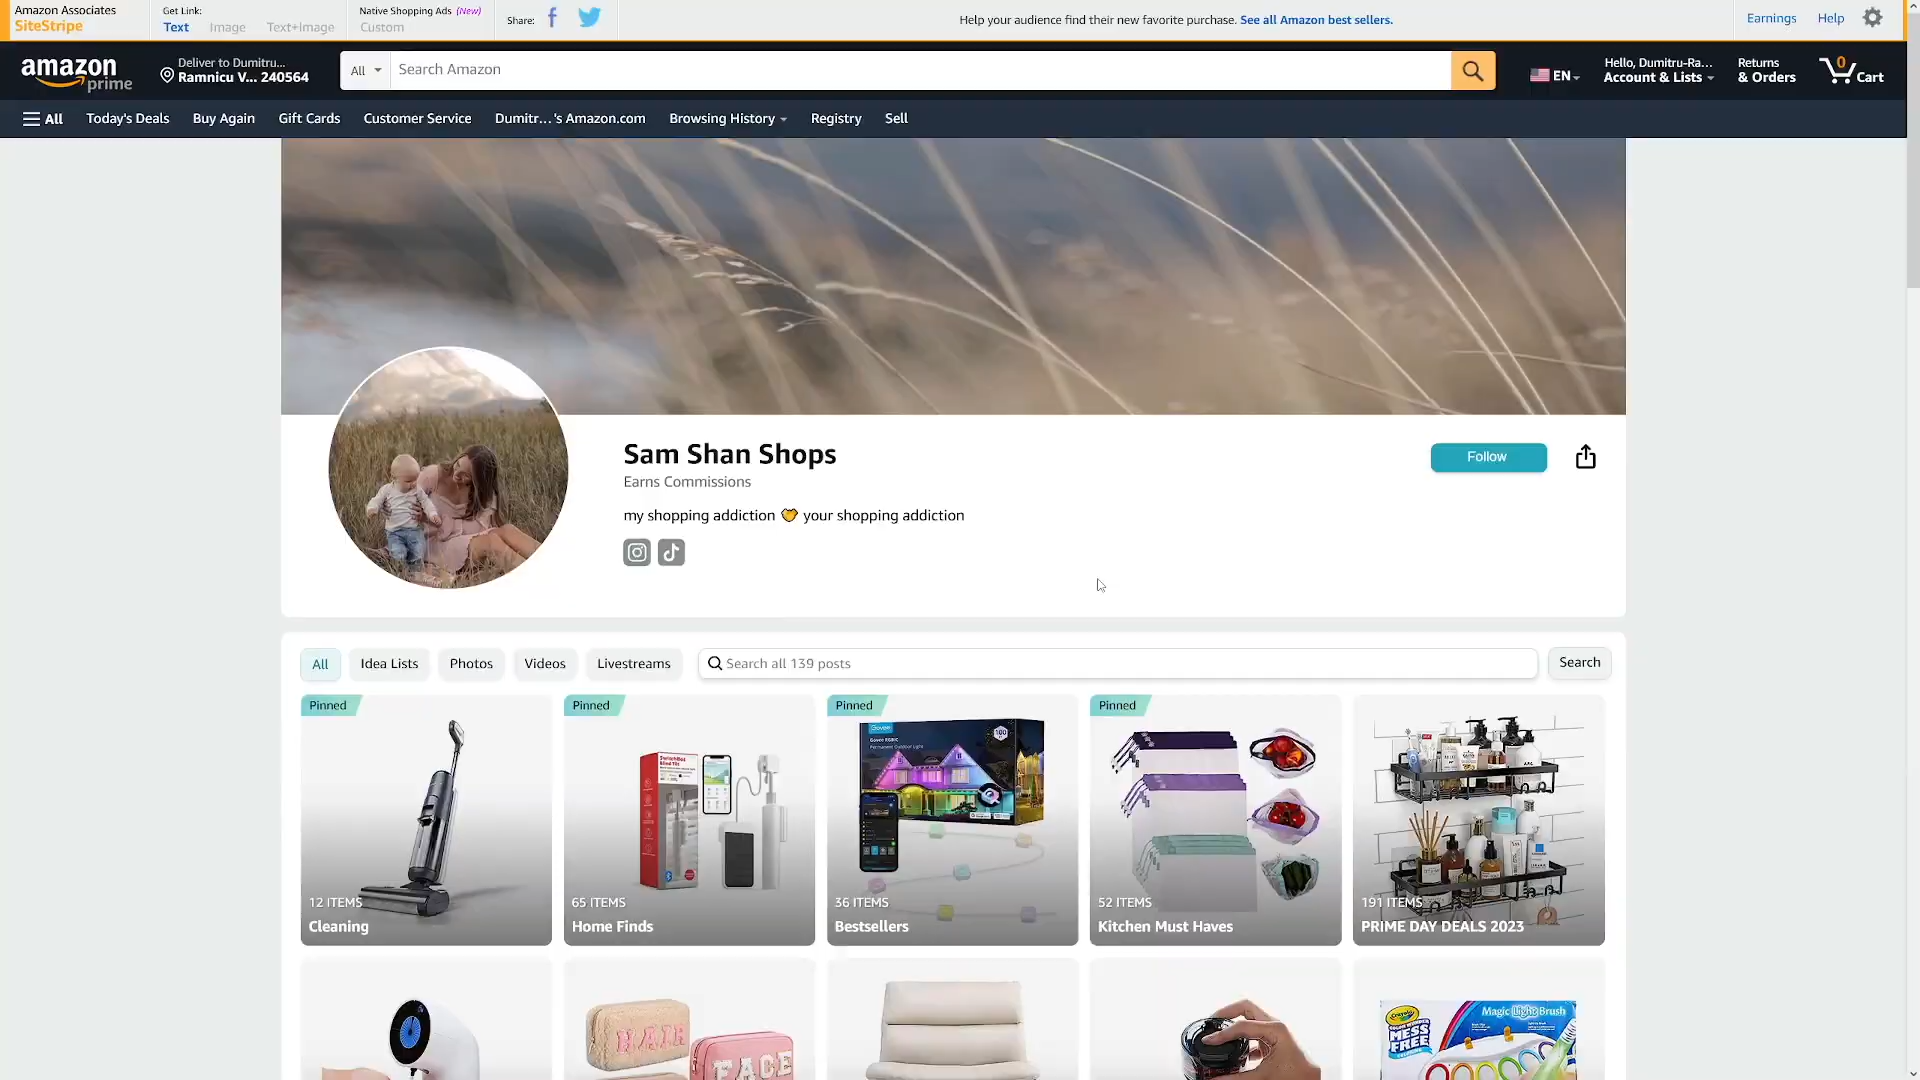 Amazon Associates
SiteStripe
Get Link:
Text Image Text+Image
Native Shopping Ads (New)
Custom
Share:
Help your audience find their new favorite purchase. See all Amazon best sellers.
Earnings Help
amazon
prime
Deliver to Dumitru...
Ramnicu V... 240564
All
Search Amazon
EN
Hello, Dumitru-Ra...
Account & Lists
Returns
& Orders
0
Cart
All Today's Deals Buy Again Gift Cards Customer Service Dumitr...'s Amazon.com Browsing History Registry Sell
Sam Shan Shops
Earns Commissions
my shopping addiction your shopping addiction
Follow
All Idea Lists Photos Videos Livestreams
Search all 139 posts
Search
Pinned
12 ITEMS
Cleaning
Pinned
65 ITEMS
Home Finds
Pinned
Govee
36 ITEMS
Bestsellers
Pinned
52 ITEMS
Kitchen Must Haves
191 ITEMS
PRIME DAY DEALS 2023
HAIR
FACE
Crayola
COLOR WONDER
MESS
FREE
Magic Light Brush